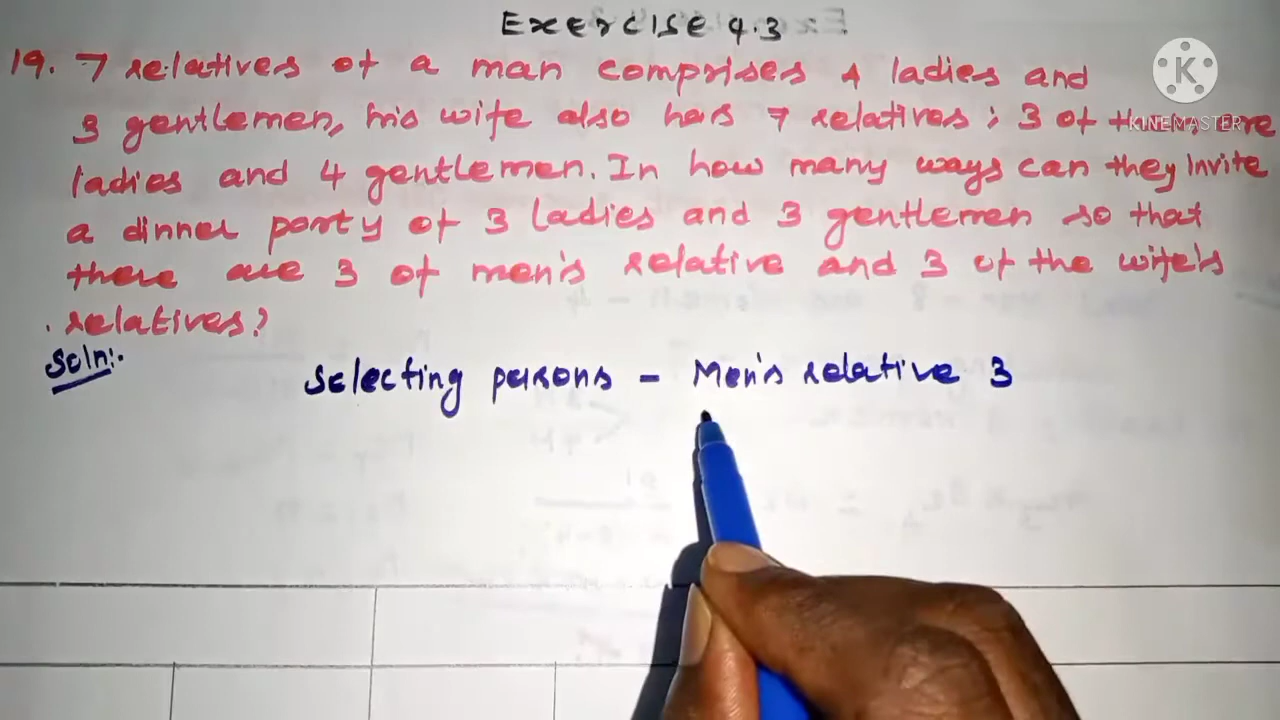 Exercise 4.3
19. 7 relatives of a man comprises 4 ladies and
3 gentlemen, his wife also has 7 relatives; 3 of
KINEMASTER
ladies and 4 gentlemen. In how many ways can they invite
a dinner party of 3 ladies and 3 gentlemen so that
there are 3 of men's relative and 3 of the wife's
relatives?
Soln:.
Selecting persons - Men's relative 3